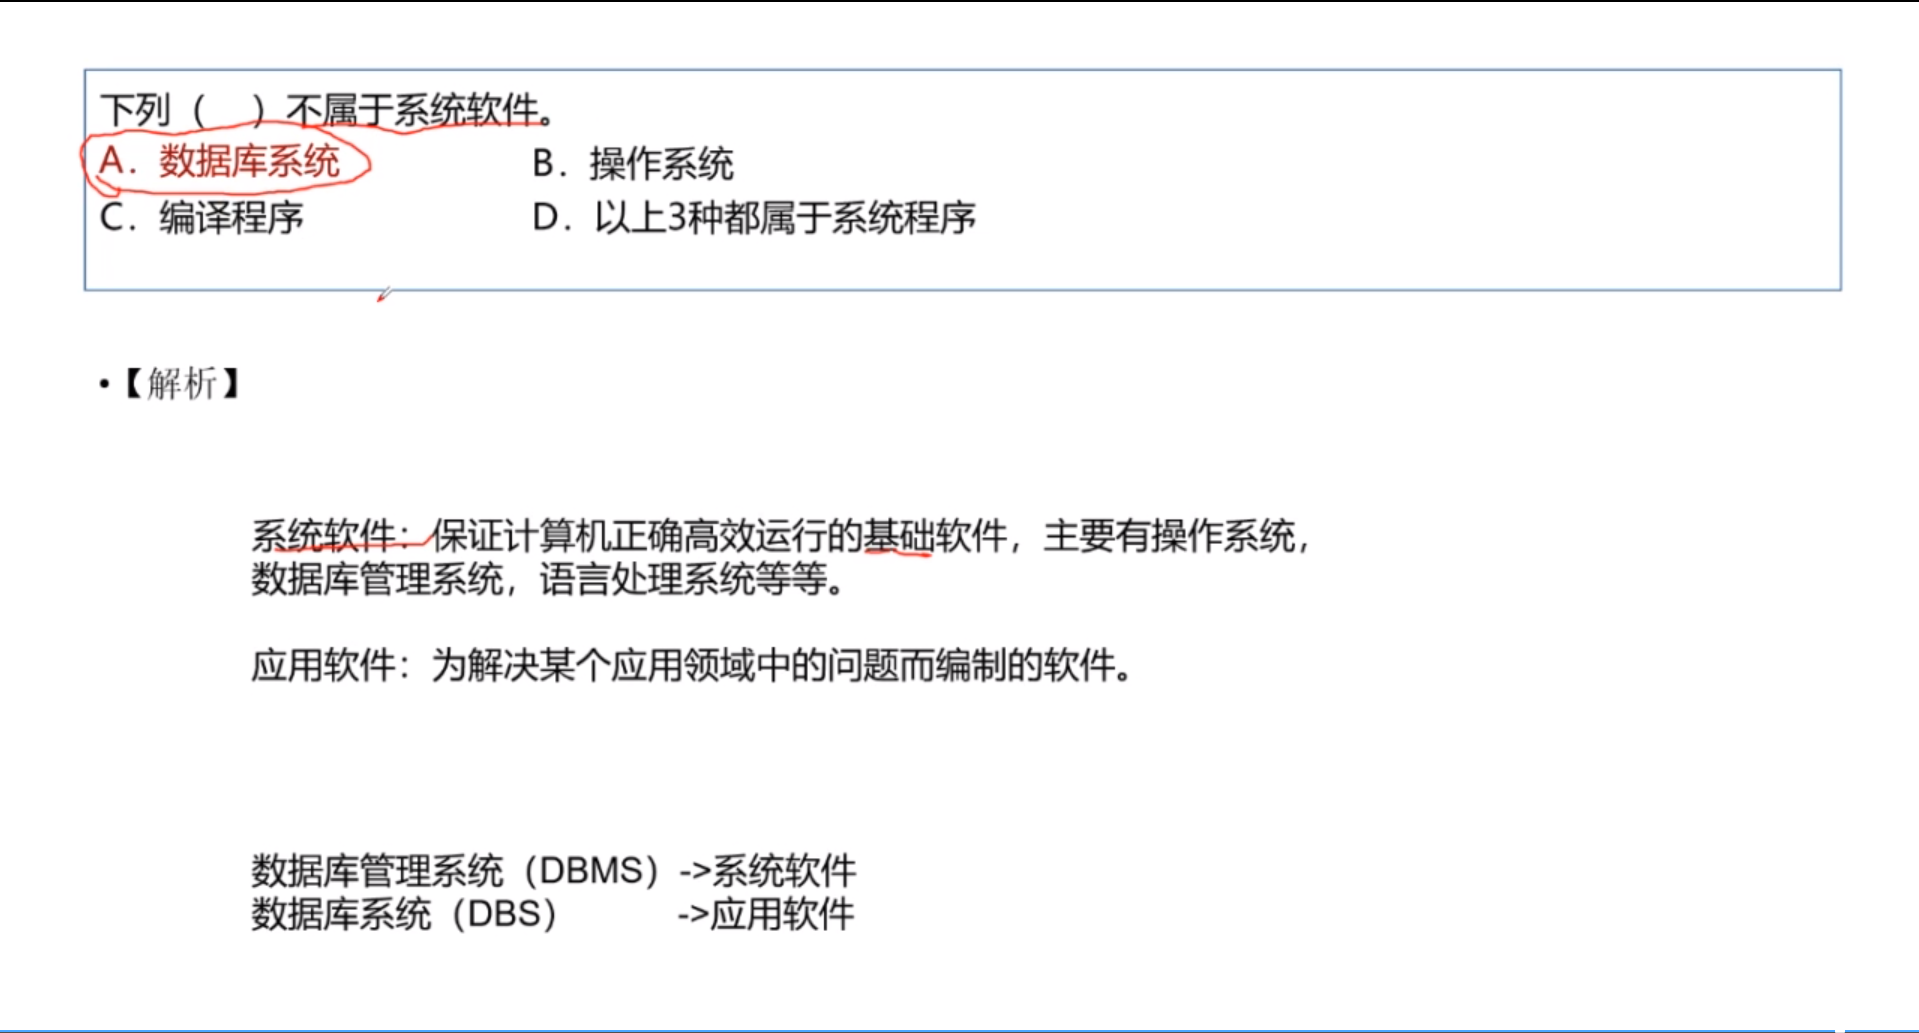 下列（　）不属于系统软件。
A．数据库系统 B．操作系统
C．编译程序 D．以上3种都属于系统程序
•【解析】
系统软件：保证计算机正确高效运行的基础软件，主要有操作系统，
数据库管理系统，语言处理系统等等。
应用软件：为解决某个应用领域中的问题而编制的软件。
数据库管理系统（DBMS）->系统软件
数据库系统（DBS） ->应用软件